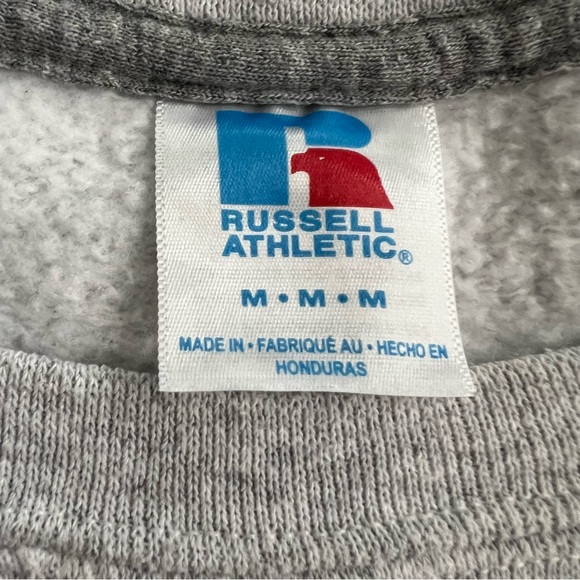 RUSSELL
ATHLETIC®
M • M • M
MADE IN • FABRIQUÉ AU • HECHO EN
HONDURAS